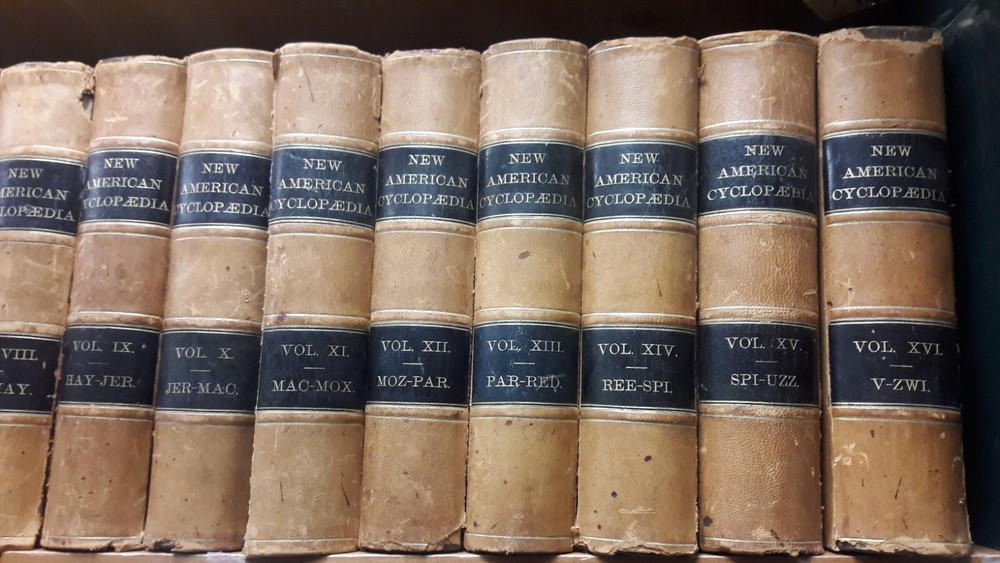 NEW
AMERICAN
CYCLOPÆDIA
VOL. IX.
HAY-JER.
NEW
AMERICAN
CYCLOPÆDIA
VOL. X.
JER-MAC.
NEW
AMERICAN
CYCLOPÆDIA
VOL. XI.
MAC-MOX.
NEW
AMERICAN
CYCLOPÆDIA
VOL. XII.
MOZ-PAR.
NEW
AMERICAN
CYCLOPÆDIA
VOL. XIII.
PAR-RED.
NEW
AMERICAN
CYCLOPÆDIA
VOL. XIV.
REE-SPI.
NEW
AMERICAN
CYCLOPÆDIA
VOL. XV.
SPI-UZZ.
NEW
AMERICAN
CYCLOPÆDIA
VOL. XVI.
V-ZWI.